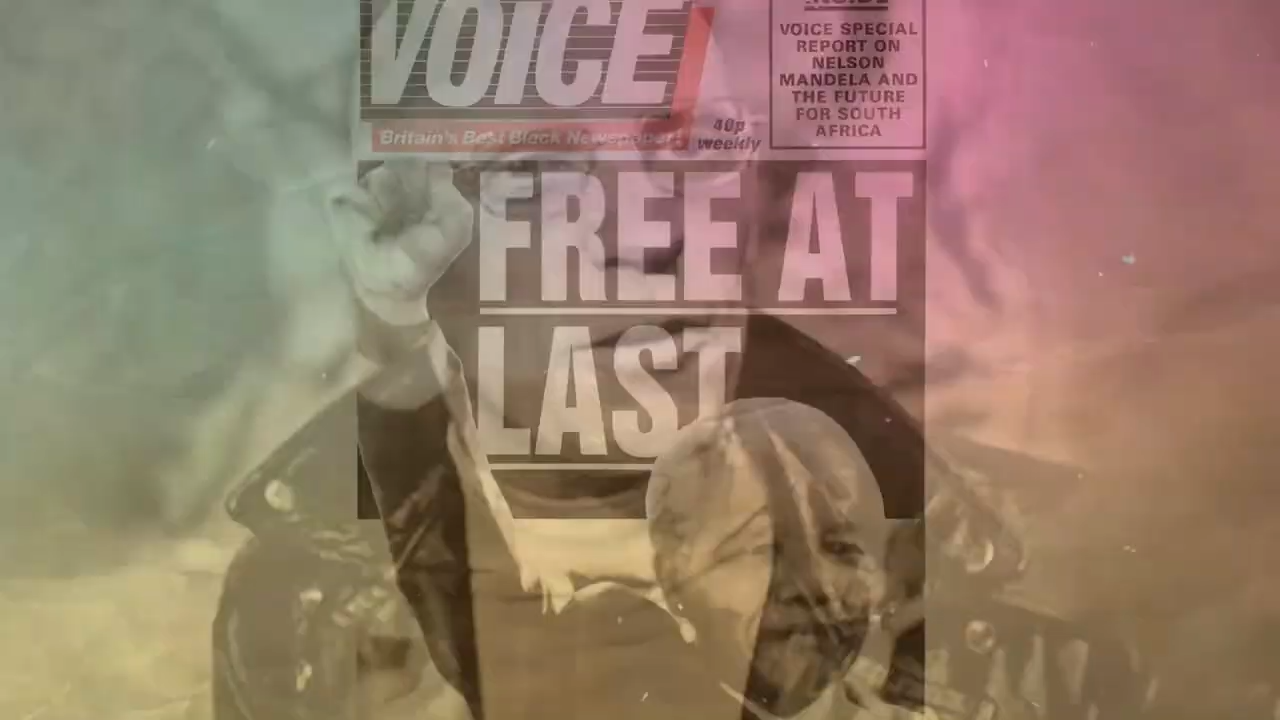 VOICE
Britain's Best Black Newspaper!
40p
weekly
INSIDE
VOICE SPECIAL
REPORT ON
NELSON
MANDELA AND
THE FUTURE
FOR SOUTH
AFRICA
FREE AT
LAST